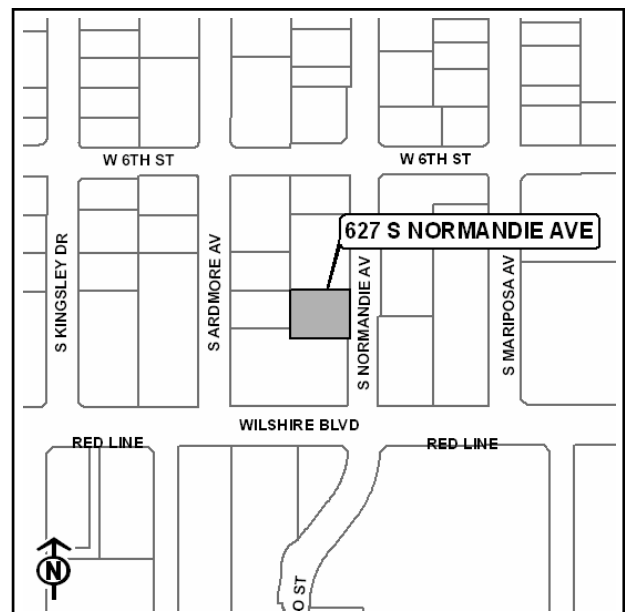 W 6TH ST
W 6TH ST
627 S NORMANDIE AVE
S KINGSLEY DR
S ARDMORE AV
S NORMANDIE AV
S MARIPOSA AV
WILSHIRE BLVD
RED LINE
RED LINE
N
O ST